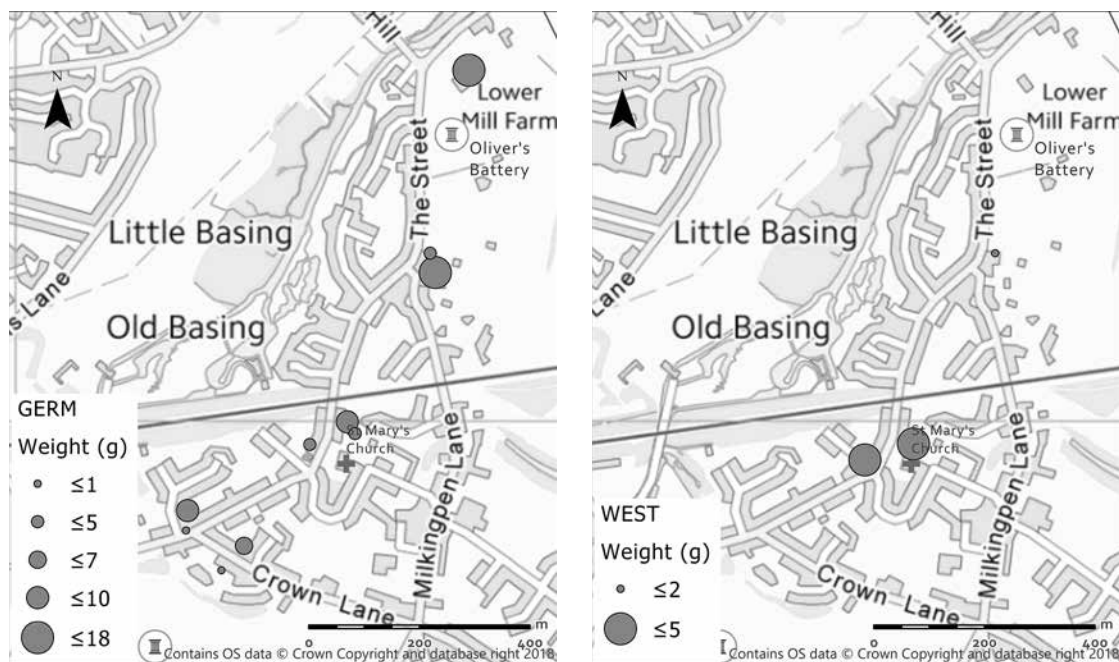 Hill
N
Lower
Mill Farm
Oliver's
Battery
The Street
Little Basing
s Lane
Old Basing
GERM
Weight (g)
≤1
≤5
≤7
≤10
≤18
St Mary's
Church
Milkingpen Lane
Crown Lane
0 200 400
m
Contains OS data © Crown Copyright and database right 2018
Hill
N
Lower
Mill Farm
Oliver's
Battery
The Street
Little Basing
Old Basing
WEST
Weight (g)
≤2
≤5
St Mary's
Church
Milkingpen Lane
Crown Lane
0 200 400
m
Contains OS data © Crown Copyright and database right 2018